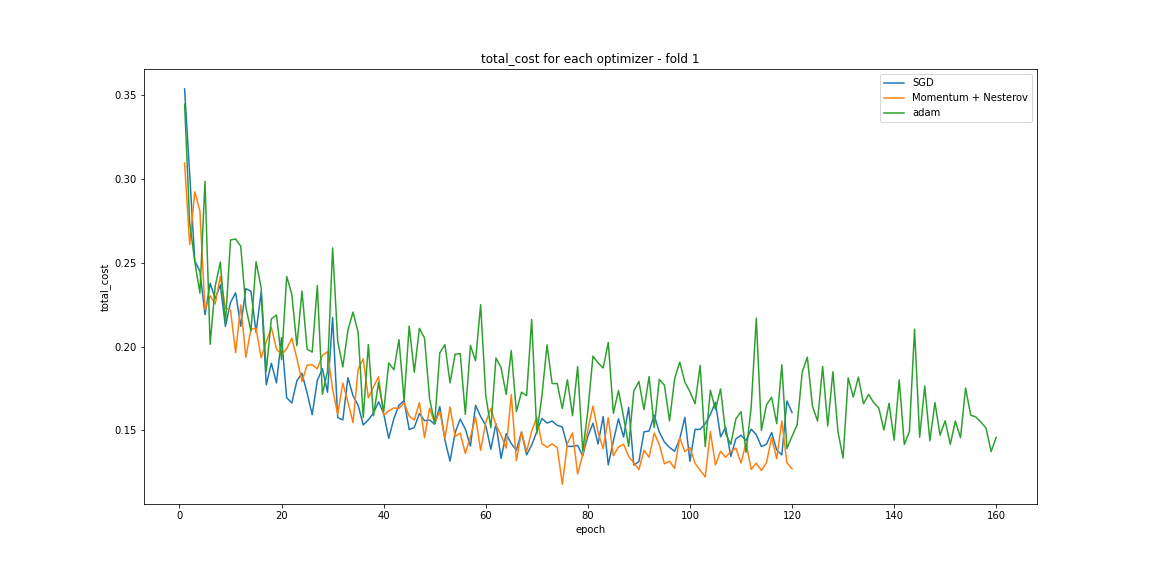 total_cost for each optimizer - fold 1
SGD
Momentum + Nesterov
adam
0.35
0.30
0.25
0.20
0.15
total_cost
0 20 40 60 80 100 120 140 160
epoch